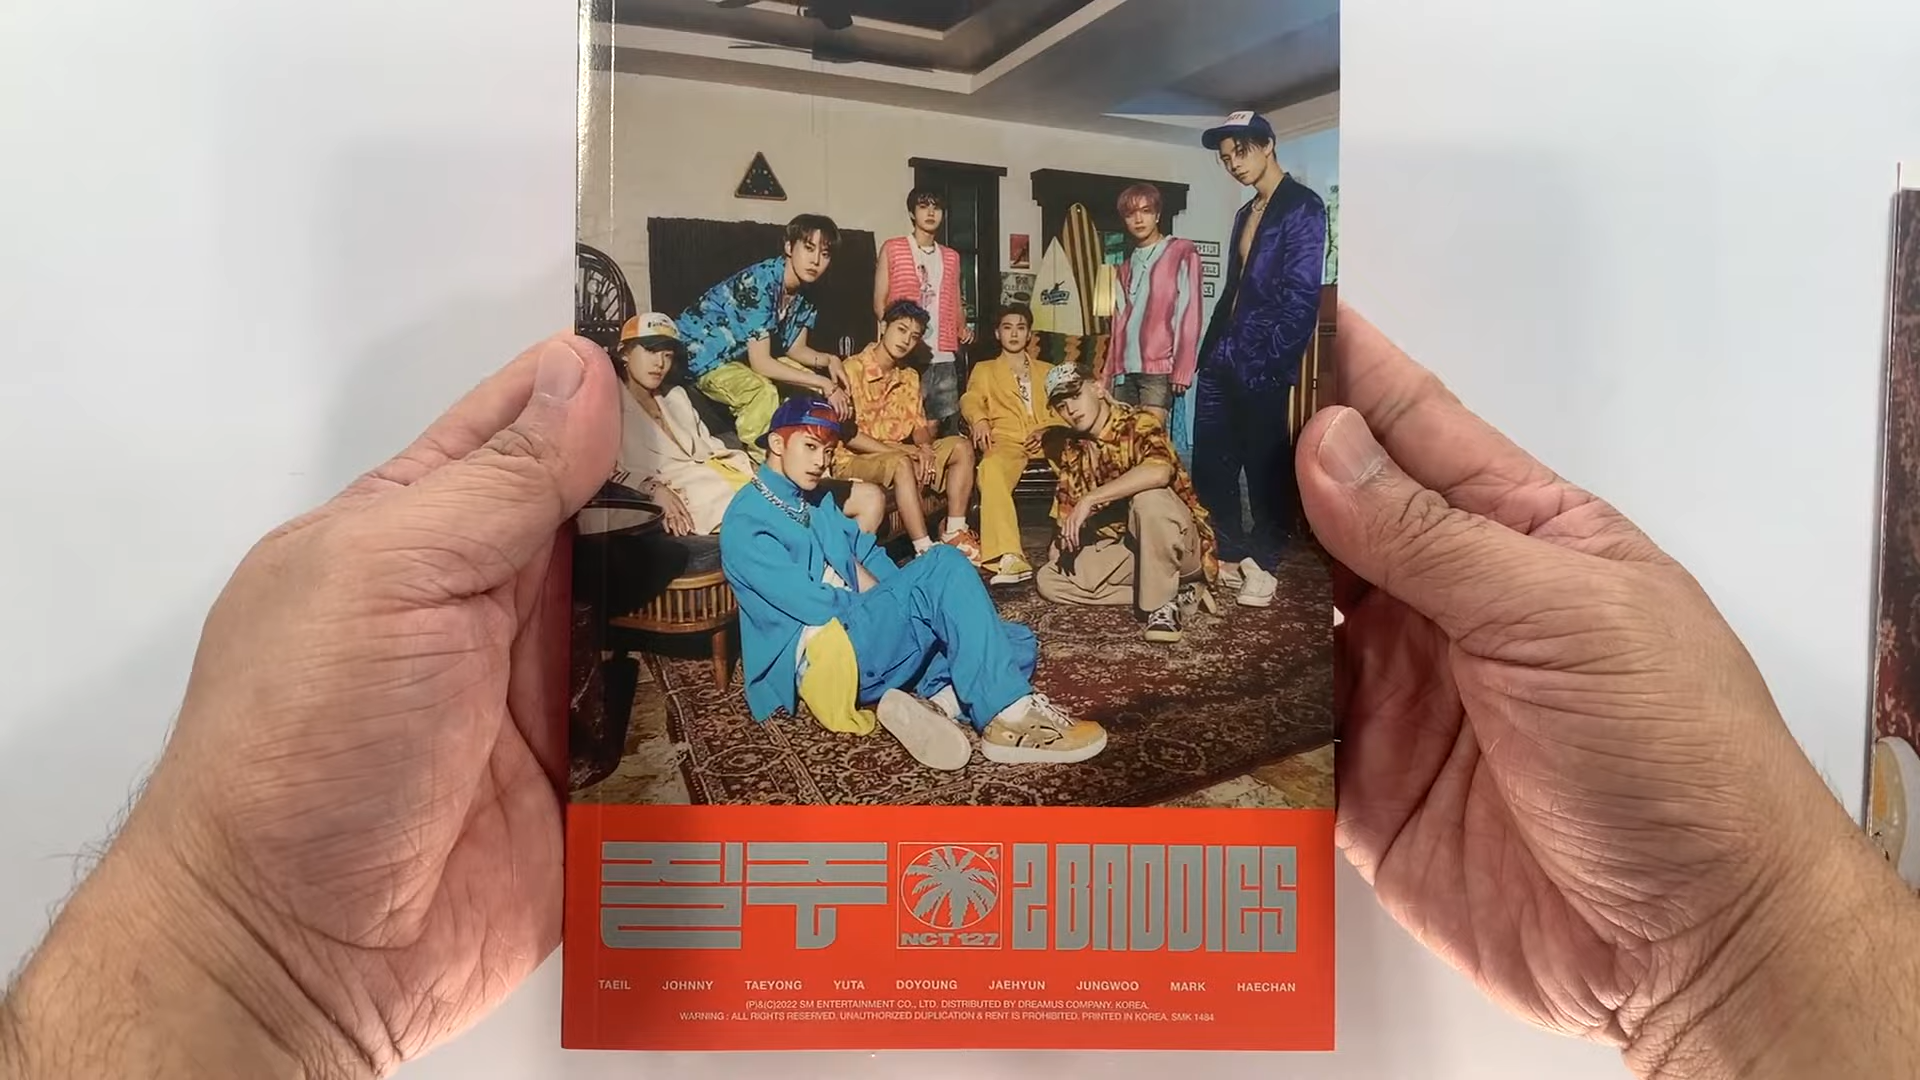 질주
4
NCT 127
2 BADDIES
TAEIL JOHNNY TAEYONG YUTA DOYOUNG JAEHYUN JUNGWOO MARK HAECHAN
(P)&(C)2022 SM ENTERTAINMENT CO., LTD. DISTRIBUTED BY DREAMUS COMPANY. KOREA.
WARNING : ALL RIGHTS RESERVED. UNAUTHORIZED DUPLICATION & RENT IS PROHIBITED. PRINTED IN KOREA. SMK 1484